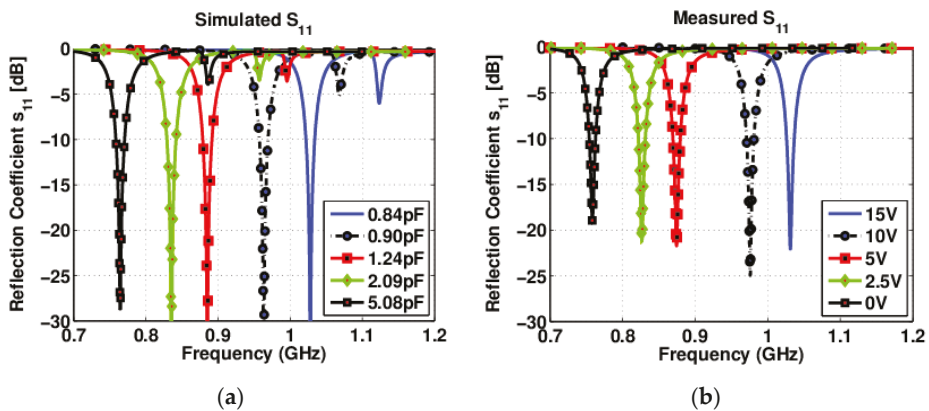 Simulated S11
Reflection Coefficient s11 [dB]
0
−5
−10
−15
−20
−25
−30
0.84pF
0.90pF
1.24pF
2.09pF
5.08pF
0.7 0.8 0.9 1 1.1 1.2
Frequency (GHz)
(a)
Measured S11
Reflection Coefficient s11 [dB]
0
−5
−10
−15
−20
−25
−30
15V
10V
5V
2.5V
0V
0.7 0.8 0.9 1 1.1 1.2
Frequency (GHz)
(b)